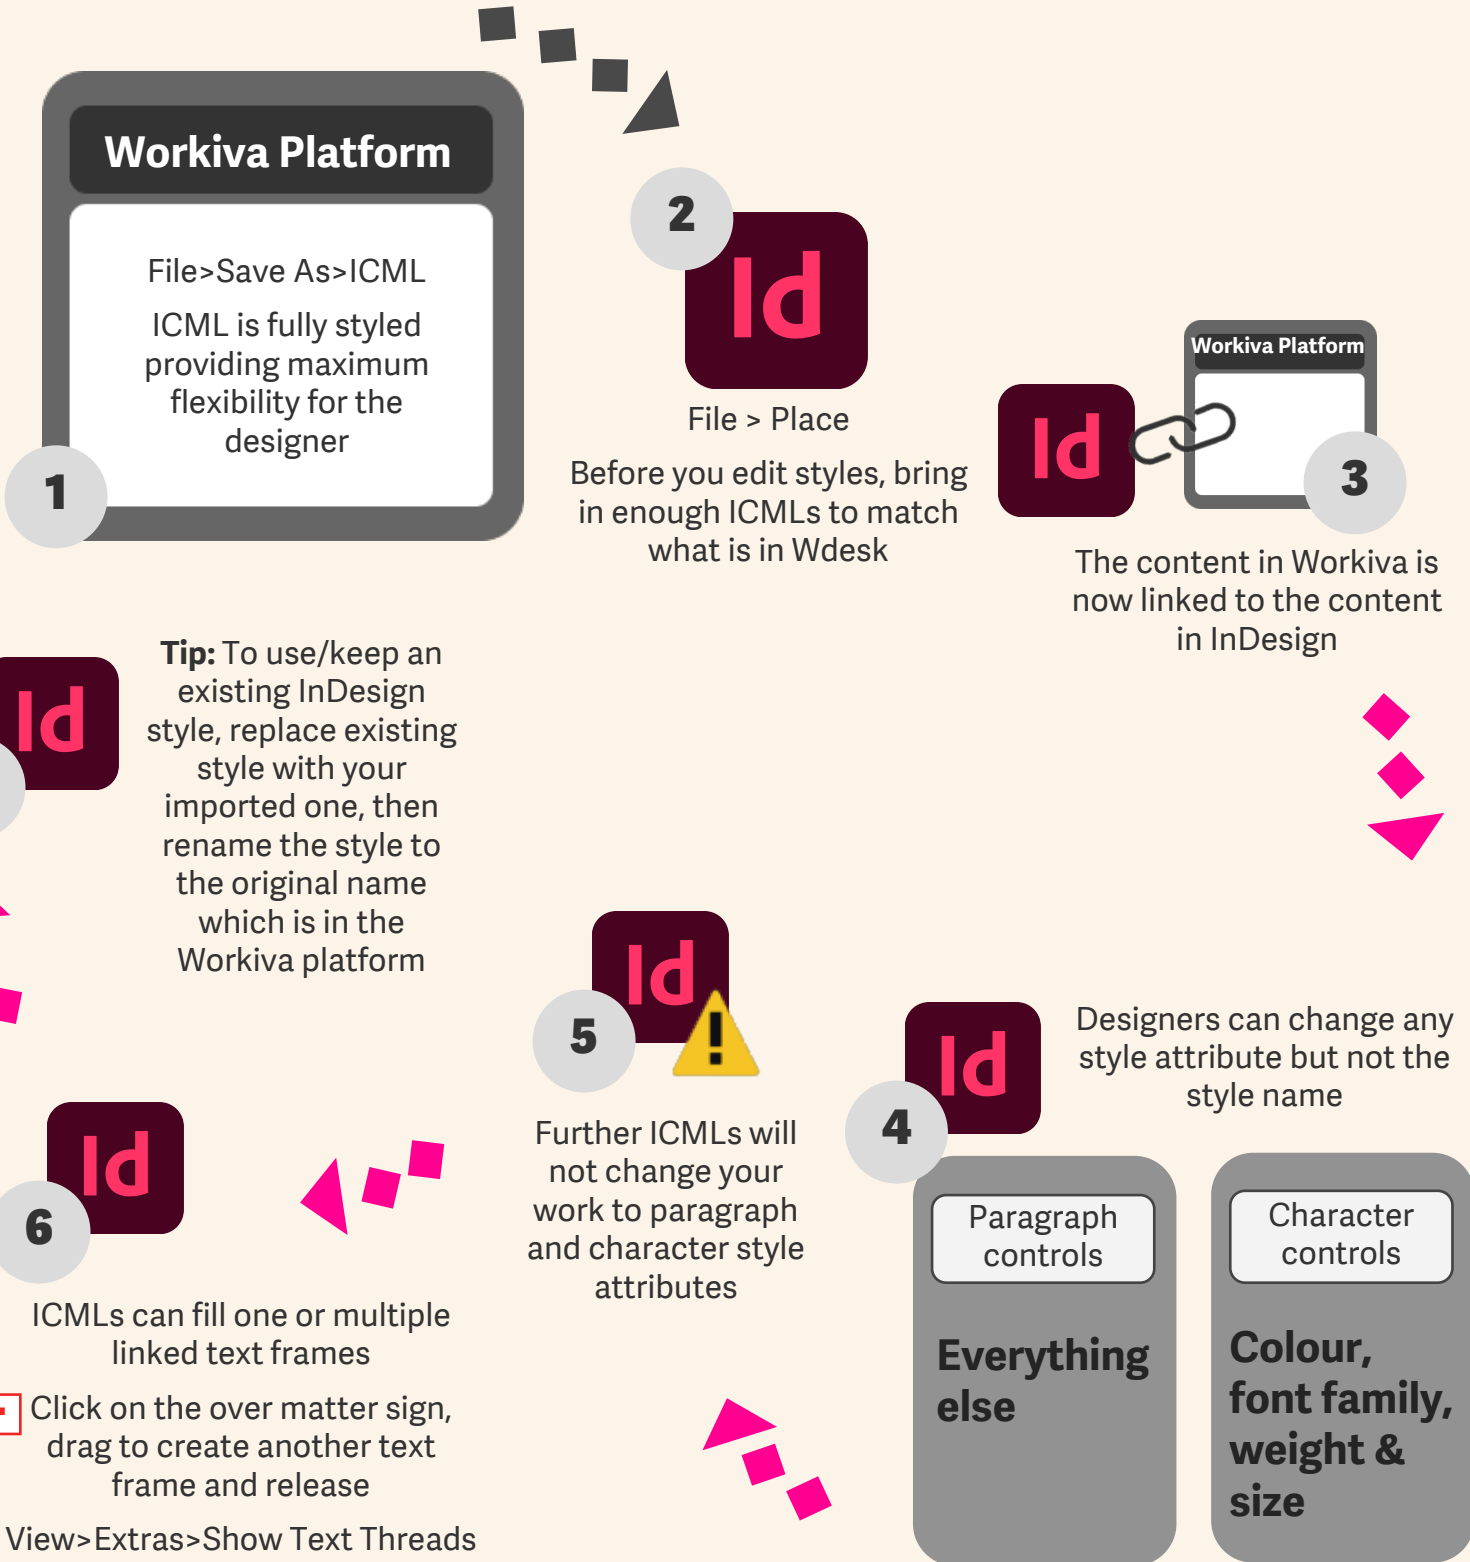 Workiva Platform
File>Save As>ICML
ICML is fully styled
providing maximum
flexibility for the
designer
1
2
Id
File > Place
Before you edit styles, bring
in enough ICMLs to match
what is in Wdesk
Id
Workiva Platform
3
The content in Workiva is
now linked to the content
in InDesign
Id
Designers can change any
style attribute but not the
style name
4
Paragraph
controls
Everything
else
Character
controls
Colour,
font family,
weight &
size
Id
5
Further ICMLs will
not change your
work to paragraph
and character style
attributes
Id
6
ICMLs can fill one or multiple
linked text frames
Click on the over matter sign,
drag to create another text
frame and release
View>Extras>Show Text Threads
Id
Tip: To use/keep an
existing InDesign
style, replace existing
style with your
imported one, then
rename the style to
the original name
which is in the
Workiva platform